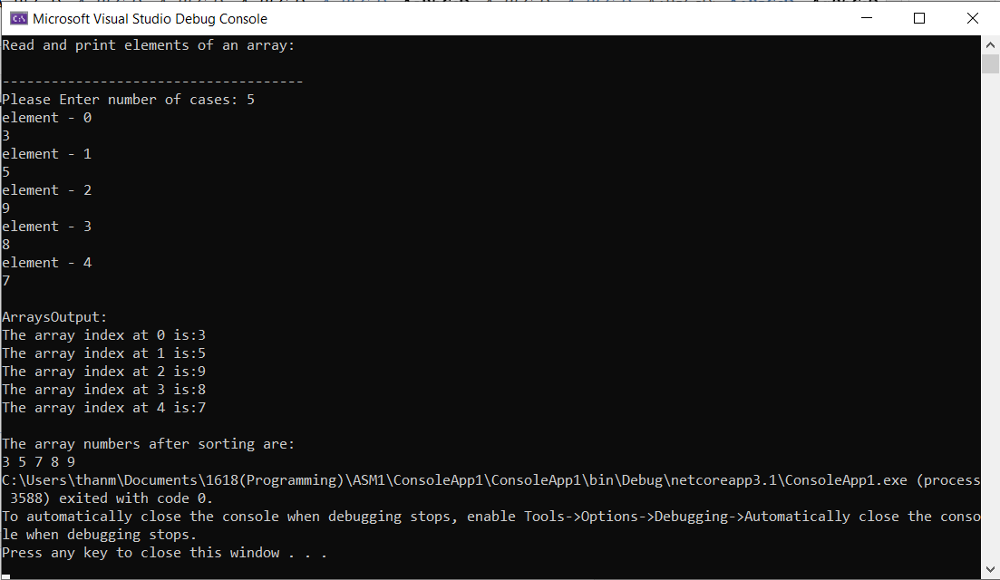 Microsoft Visual Studio Debug Console
Read and print elements of an array:
-------------------------------------
Please Enter number of cases: 5
element - 0
3
element - 1
5
element - 2
9
element - 3
8
element - 4
7
ArraysOutput:
The array index at 0 is:3
The array index at 1 is:5
The array index at 2 is:9
The array index at 3 is:8
The array index at 4 is:7
The array numbers after sorting are:
3 5 7 8 9
C:\Users\thanm\Documents\1618(Programming)\ASM1\ConsoleApp1\ConsoleApp1\bin\Debug\netcoreapp3.1\ConsoleApp1.exe (process
 3588) exited with code 0.
To automatically close the console when debugging stops, enable Tools->Options->Debugging->Automatically close the conso
le when debugging stops.
Press any key to close this window . . .